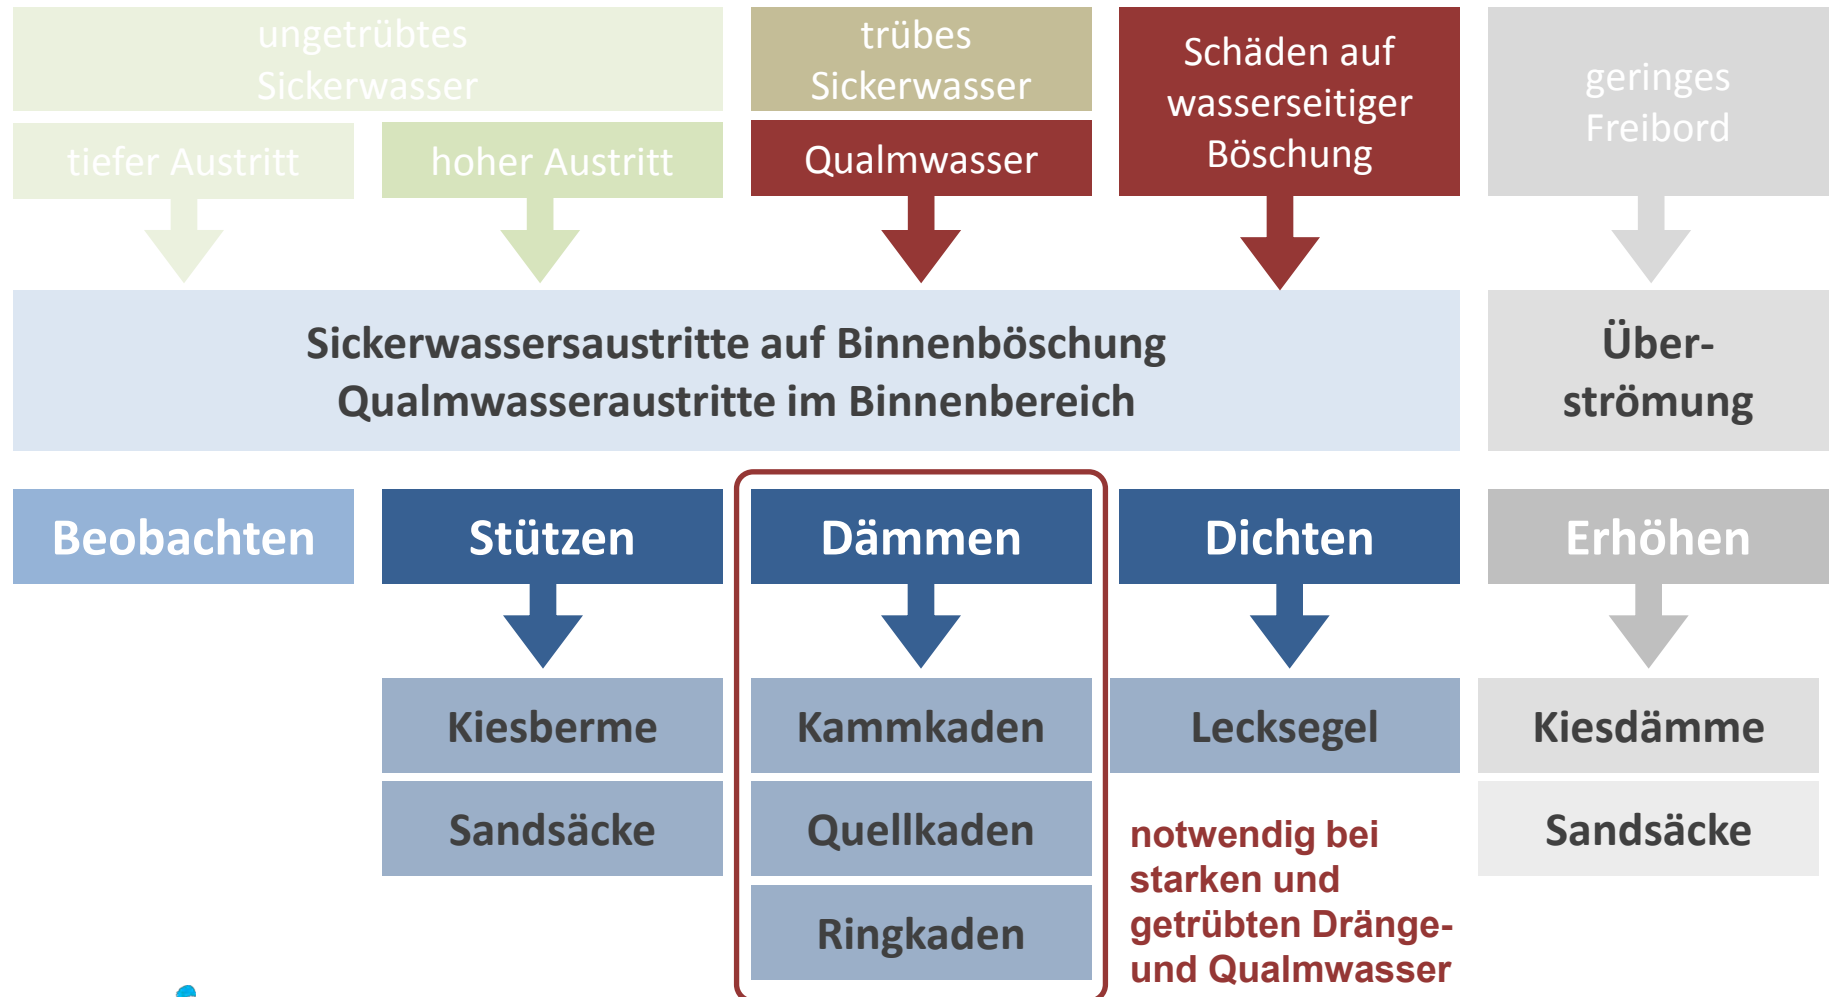 ungetrübtes
Sickerwasser
tiefer Austritt
hoher Austritt
trübes
Sickerwasser
Qualmwasser
Schäden auf
wasserseitiger
Böschung
geringes
Freibord
Sickerwassersaustritte auf Binnenböschung
Qualmwasseraustritte im Binnenbereich
Über-
strömung
Beobachten
Stützen
Dämmen
Dichten
Erhöhen
Kiesberme
Sandsäcke
Kammkaden
Quellkaden
Ringkaden
Lecksegel
notwendig bei
starken und
getrübten Dränge-
und Qualmwasser
Kiesdämme
Sandsäcke